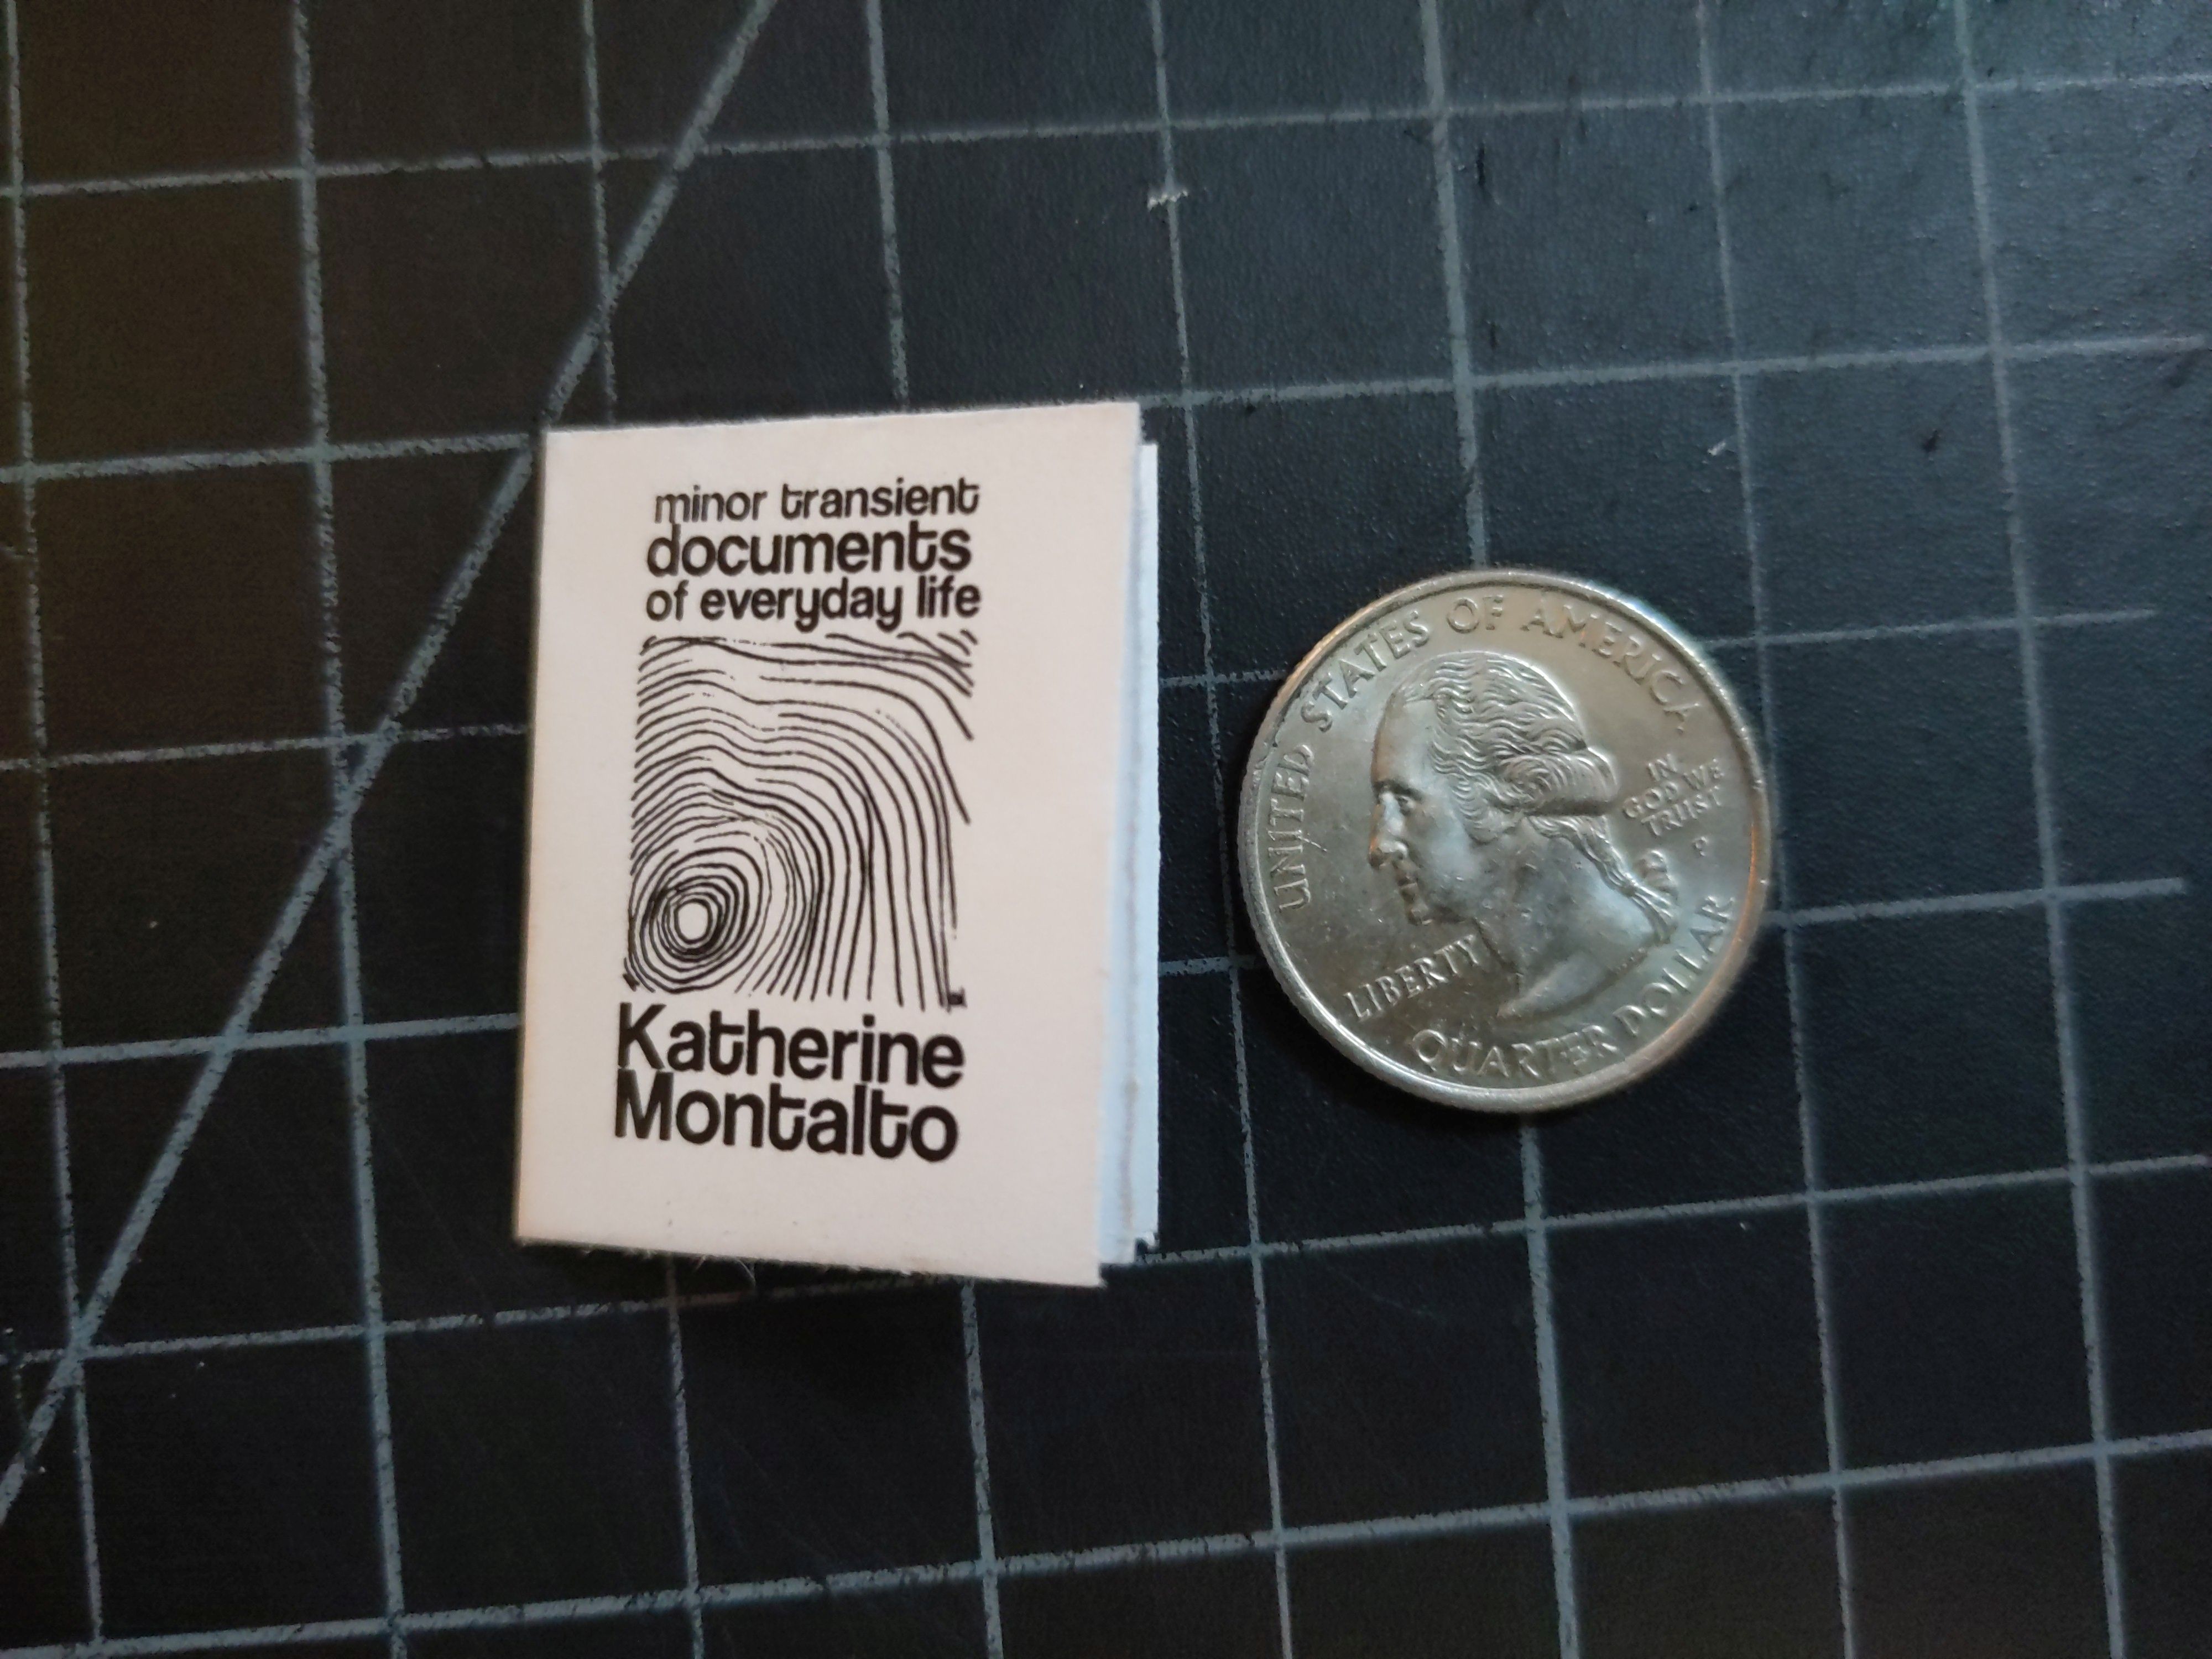 minor transient
documents
of everyday life
Katherine
Montalto
UNITED STATES OF AMERICA
IN
GOD WE
TRUST
P
LIBERTY
QUARTER DOLLAR